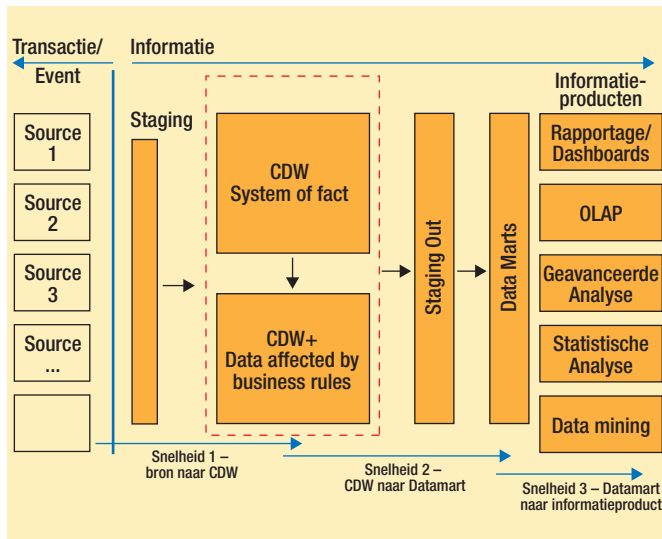 Transactie/
Event
Informatie
Source
1
Source
2
Source
3
Source
...
Staging
CDW
System of fact
CDW+
Data affected by
business rules
Staging Out
Data Marts
Informatie-
producten
Rapportage/
Dashboards
OLAP
Geavanceerde
Analyse
Statistische
Analyse
Data mining
Snelheid 1 –
bron naar CDW
Snelheid 2 –
CDW naar Datamart
Snelheid 3 – Datamart
naar informatieproduct